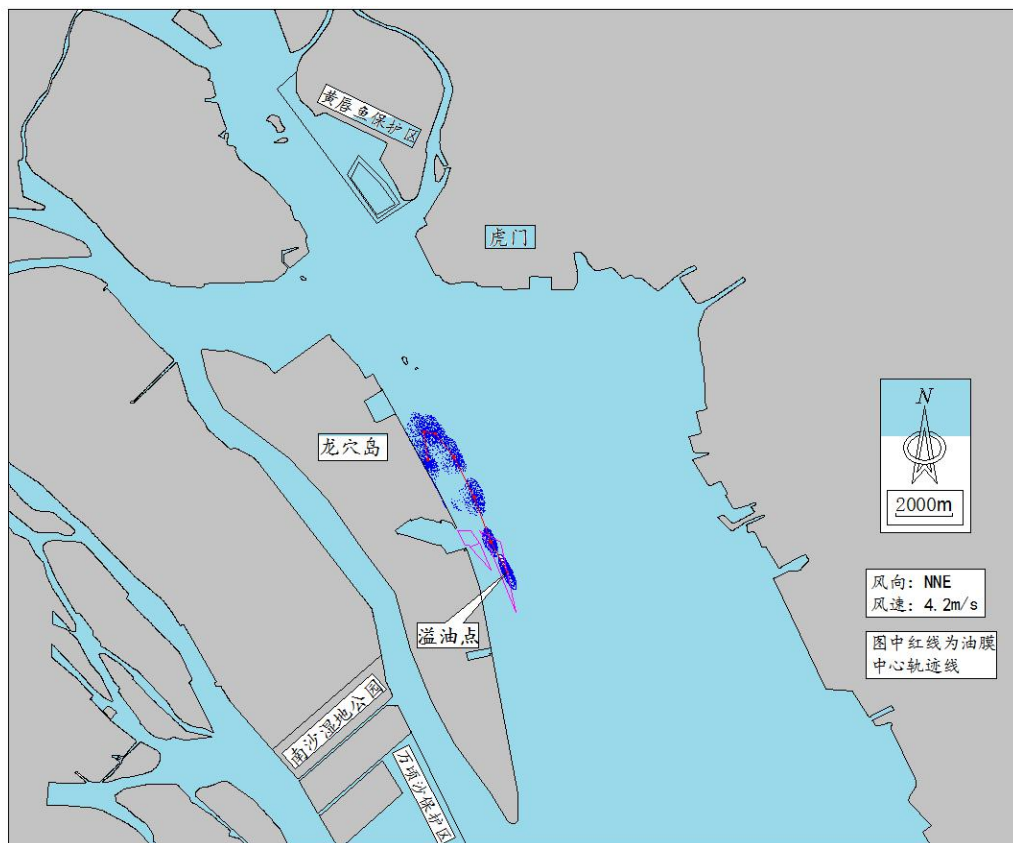 黄唇鱼保护区
虎门
N
2000m
龙穴岛
风向: NNE
风速: 4.2m/s
溢油点
图中红线为油膜
中心轨迹线
南沙湿地公园
万顷沙保护区